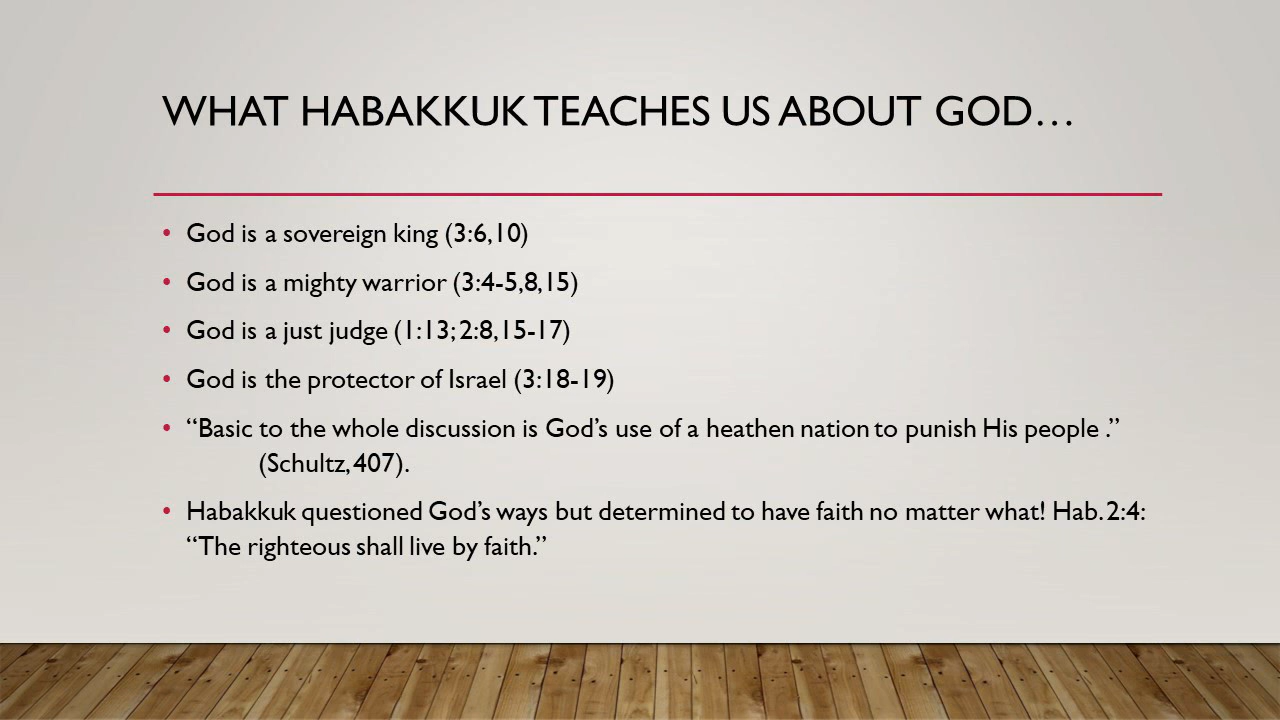 WHAT HABAKKUK TEACHES US ABOUT GOD…
• God is a sovereign king (3:6,10)
• God is a mighty warrior (3:4-5,8,15)
• God is a just judge (1:13; 2:8,15-17)
• God is the protector of Israel (3:18-19)
• “Basic to the whole discussion is God’s use of a heathen nation to punish His people .”
(Schultz, 407).
• Habakkuk questioned God’s ways but determined to have faith no matter what! Hab. 2:4:
“The righteous shall live by faith.”